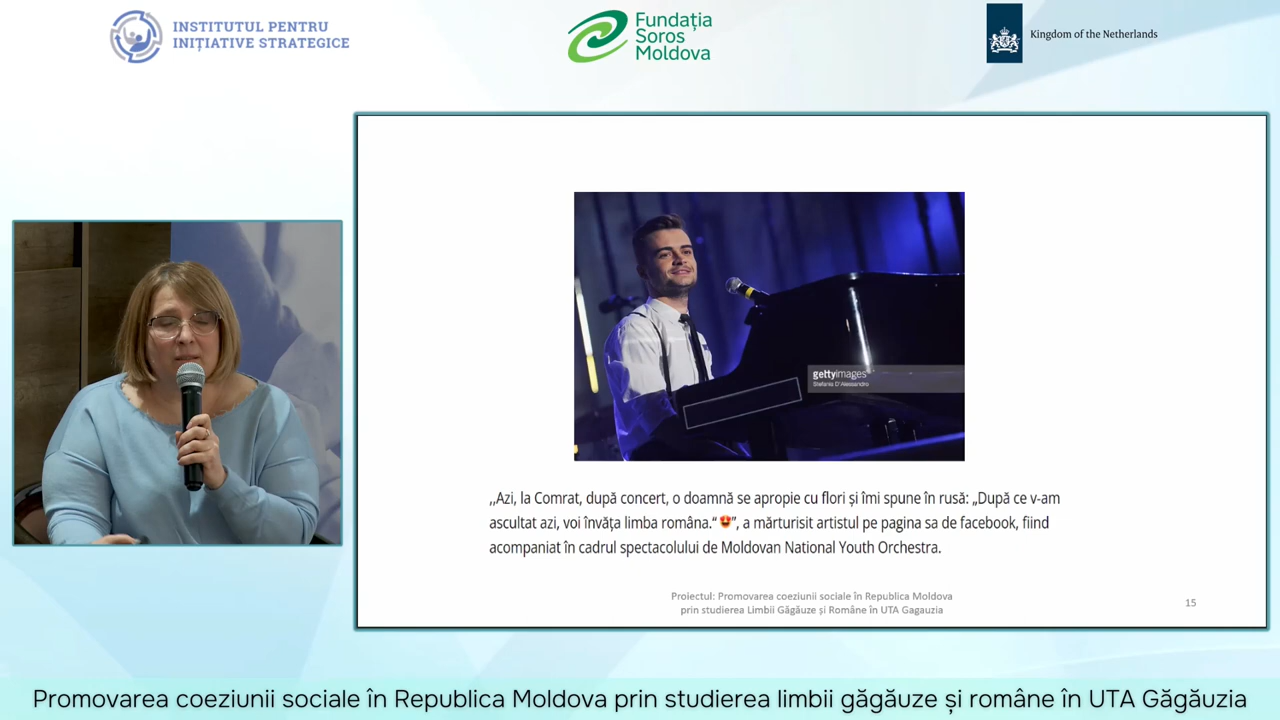 INSTITUTUL PENTRU
INIȚIATIVE STRATEGICE
Fundația
Soros
Moldova
Kingdom of the Netherlands
gettyimages
Stefania D'Alessandro
,,Azi, la Comrat, după concert, o doamnă se apropie cu flori și îmi spune în rusă: „După ce v-am
ascultat azi, voi învăța limba româna.“😍”, a mărturisit artistul pe pagina sa de facebook, fiind
acompaniat în cadrul spectacolului de Moldovan National Youth Orchestra.
Proiectul: Promovarea coeziunii sociale în Republica Moldova
prin studierea Limbii Găgăuze și Române în UTA Gagauzia
15
Promovarea coeziunii sociale în Republica Moldova prin studierea limbii găgăuze și române în UTA Găgăuzia